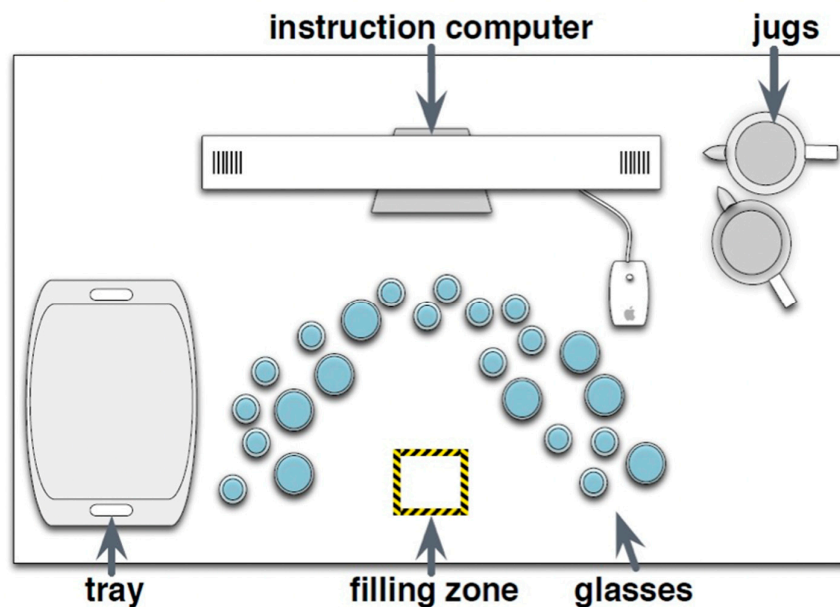 instruction computer
jugs
tray
filling zone
glasses